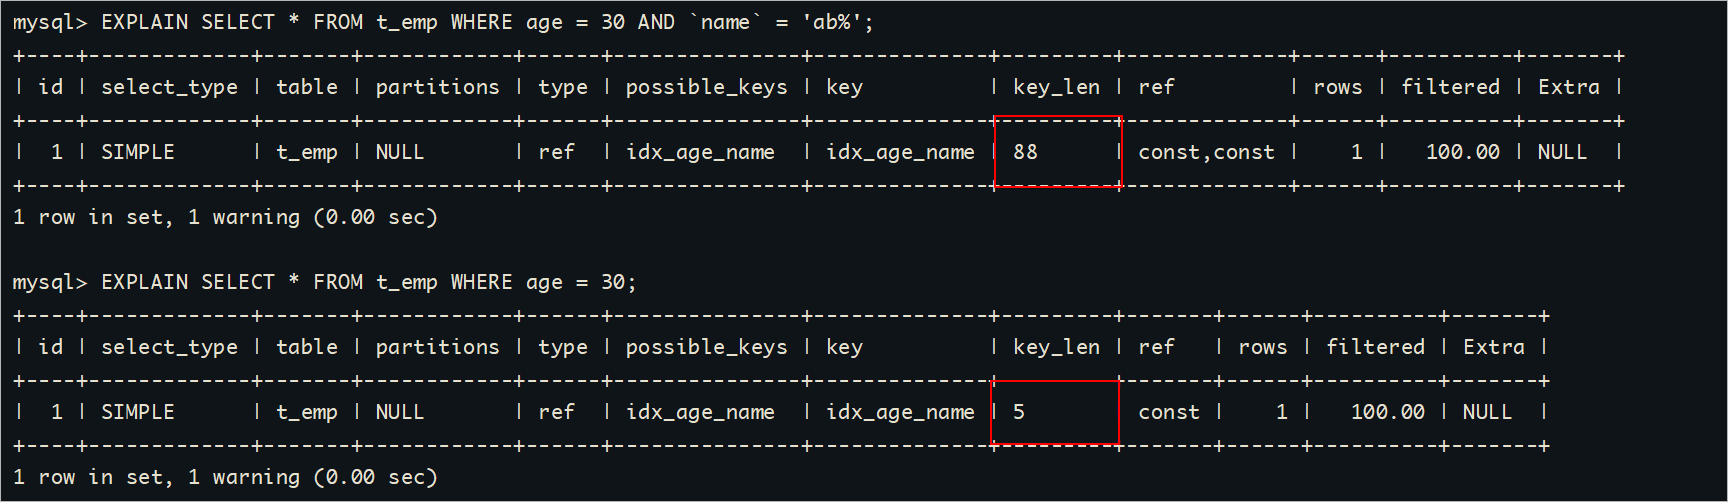 mysql> EXPLAIN SELECT * FROM t_emp WHERE age = 30 AND `name` = 'ab%';
+----+-------------+-------+------------+------+---------------+--------------+---------+-------------+------+----------+-------+
| id | select_type | table | partitions | type | possible_keys | key          | key_len | ref         | rows | filtered | Extra |
+----+-------------+-------+------------+------+---------------+--------------+---------+-------------+------+----------+-------+
|  1 | SIMPLE      | t_emp | NULL       | ref  | idx_age_name  | idx_age_name | 88      | const,const |    1 |   100.00 | NULL  |
+----+-------------+-------+------------+------+---------------+--------------+---------+-------------+------+----------+-------+
1 row in set, 1 warning (0.00 sec)

mysql> EXPLAIN SELECT * FROM t_emp WHERE age = 30;
+----+-------------+-------+------------+------+---------------+--------------+---------+-------+------+----------+-------+
| id | select_type | table | partitions | type | possible_keys | key          | key_len | ref   | rows | filtered | Extra |
+----+-------------+-------+------------+------+---------------+--------------+---------+-------+------+----------+-------+
|  1 | SIMPLE      | t_emp | NULL       | ref  | idx_age_name  | idx_age_name | 5       | const |    1 |   100.00 | NULL  |
+----+-------------+-------+------------+------+---------------+--------------+---------+-------+------+----------+-------+
1 row in set, 1 warning (0.00 sec)